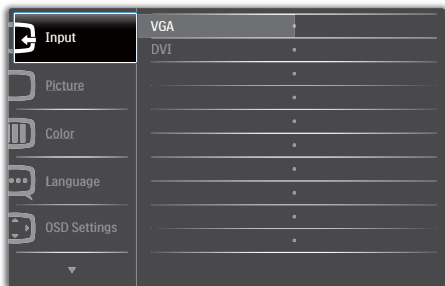 Input
VGA
DVI
Picture
Color
Language
OSD Settings